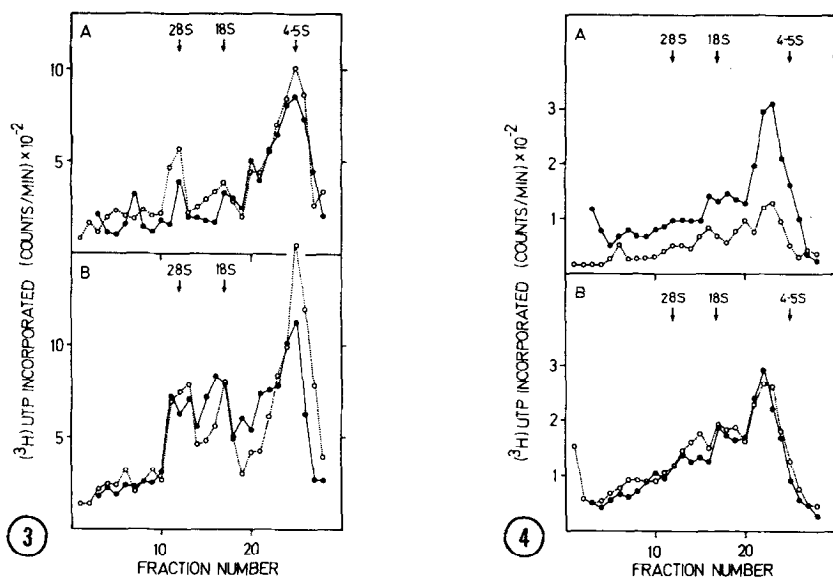 A
28S 18S 4·5S
10
5
B
28S 18S
10
5
10 20
FRACTION NUMBER
(³H) UTP INCORPORATED (COUNTS/MIN) × 10⁻²
3
A
28S 18S 4·5S
3
2
1
B
28S 18S 4·5S
3
2
1
10 20
FRACTION NUMBER
(³H) UTP INCORPORATED (COUNTS/MIN) × 10⁻²
4